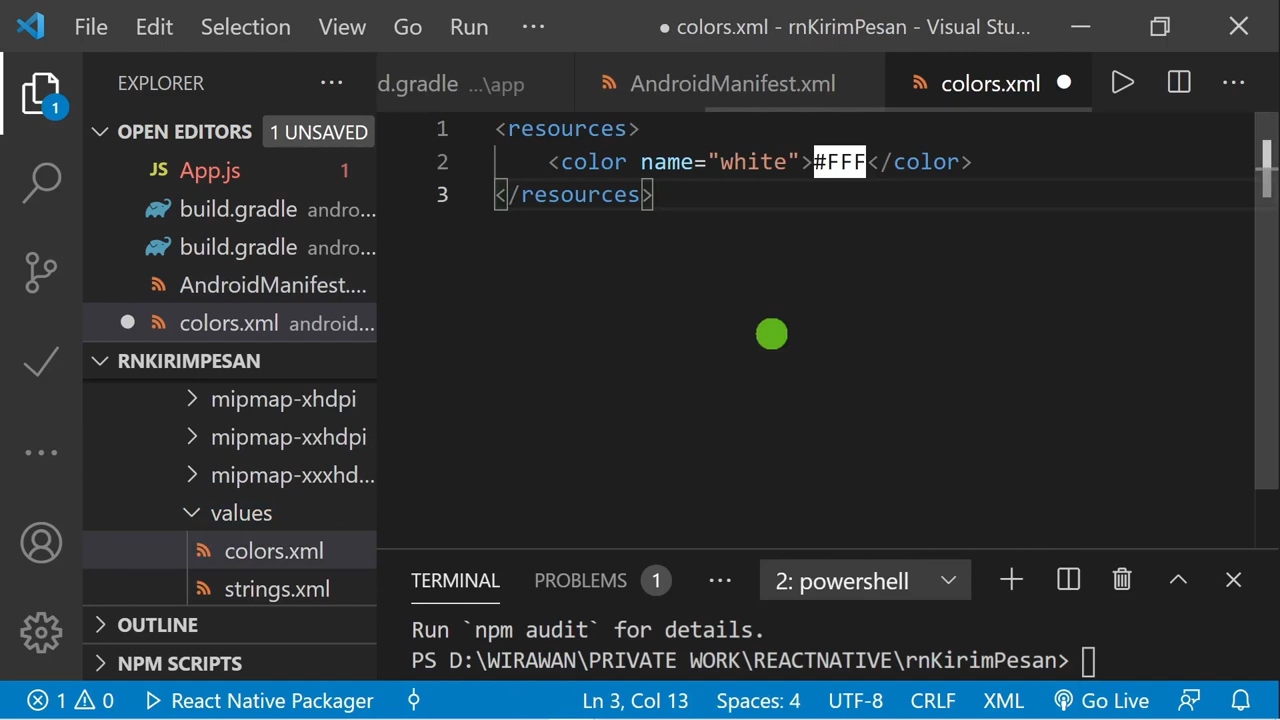 File Edit Selection View Go Run ··· ● colors.xml - rnKirimPesan - Visual Stu...
EXPLORER ···
d.gradle ...\app AndroidManifest.xml colors.xml ● ···
OPEN EDITORS 1 UNSAVED
JS App.js 1
build.gradle andro...
build.gradle andro...
AndroidManifest....
● colors.xml android...
RNKIRIMPESAN
mipmap-xhdpi
mipmap-xxhdpi
mipmap-xxxhd...
values
colors.xml
strings.xml
OUTLINE
NPM SCRIPTS
1
1 <resources>
2 <color name="white">#FFF</color>
3 </resources>
TERMINAL PROBLEMS 1 ··· 2: powershell
Run `npm audit` for details.
PS D:\WIRAWAN\PRIVATE WORK\REACTNATIVE\rnKirimPesan>
1 0 React Native Packager Ln 3, Col 13 Spaces: 4 UTF-8 CRLF XML Go Live